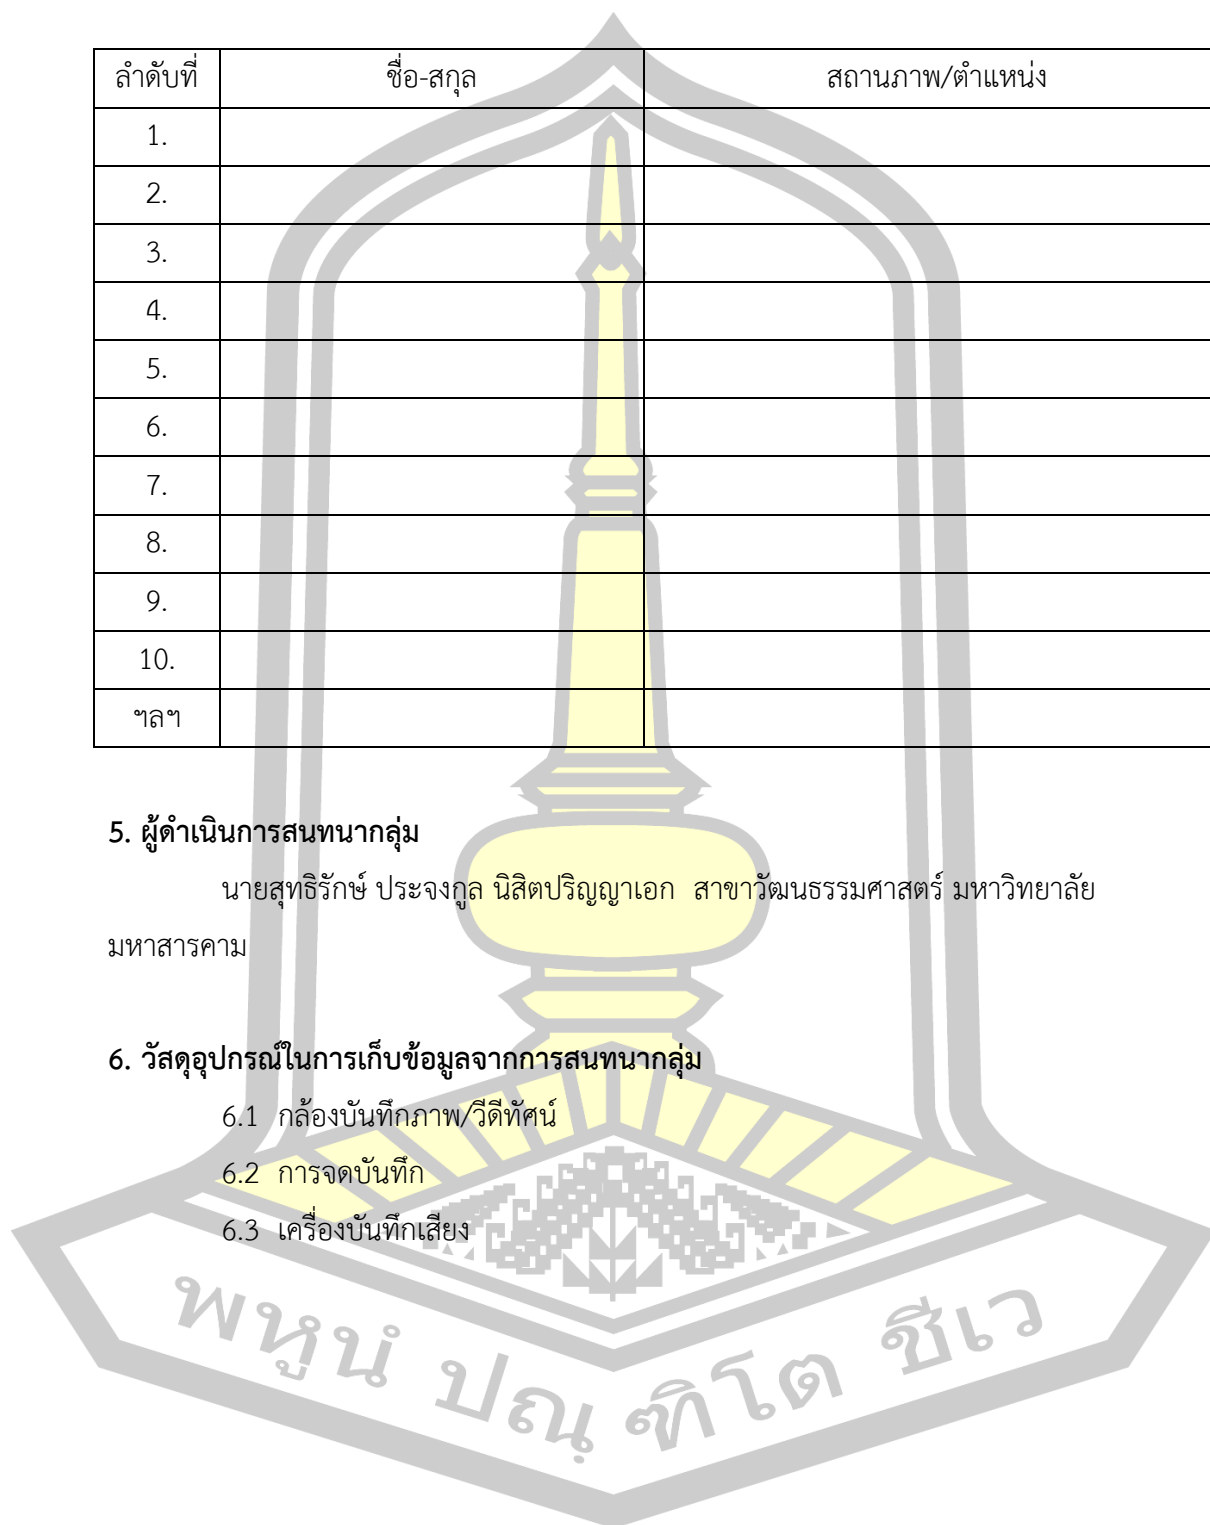 ลำดับที่ ชื่อ-สกุล สถานภาพ/ตำแหน่ง
1.
2.
3.
4.
5.
6.
7.
8.
9.
10.
ฯลฯ
5. ผู้ดำเนินการสนทนากลุ่ม
นายสุทธิรักษ์ ประจงกูล นิสิตปริญญาเอก สาขาวัฒนธรรมศาสตร์ มหาวิทยาลัย
มหาสารคาม
6. วัสดุอุปกรณ์ในการเก็บข้อมูลจากการสนทนากลุ่ม
6.1 กล้องบันทึกภาพ/วีดีทัศน์
6.2 การจดบันทึก
6.3 เครื่องบันทึกเสียง
พหูนํ ปณฺฑิโต ชีเว